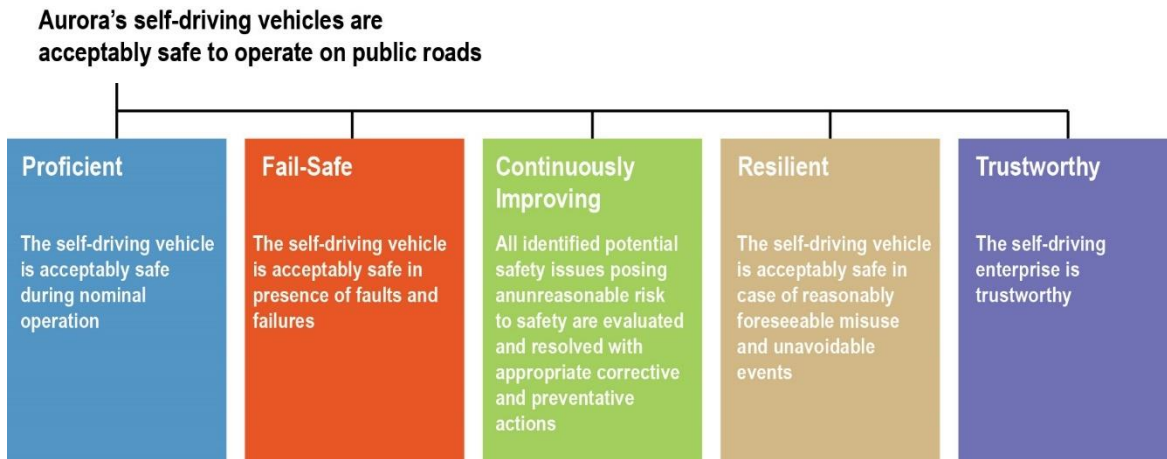 Aurora's self-driving vehicles are
acceptably safe to operate on public roads
Proficient
The self-driving vehicle
is acceptably safe
during nominal
operation
Fail-Safe
The self-driving vehicle
is acceptably safe in
presence of faults and
failures
Continuously
Improving
All identified potential
safety issues posing
anunreasonable risk
to safety are evaluated
and resolved with
appropriate corrective
and preventative
actions
Resilient
The self-driving vehicle
is acceptably safe in
case of reasonably
foreseeable misuse
and unavoidable
events
Trustworthy
The self-driving
enterprise is
trustworthy